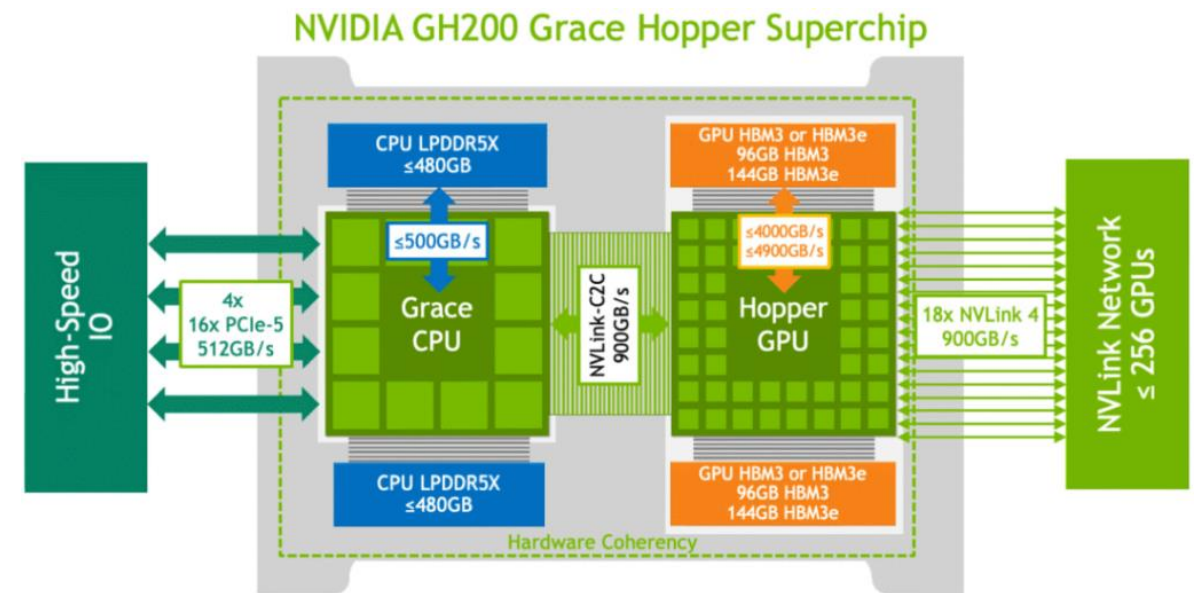 NVIDIA GH200 Grace Hopper Superchip
High-Speed
IO
4x
16x PCIe-5
512GB/s
CPU LPDDR5X
≤480GB
≤500GB/s
Grace
CPU
CPU LPDDR5X
≤480GB
NVLink-C2C
900GB/s
GPU HBM3 or HBM3e
96GB HBM3
144GB HBM3e
≤4000GB/s
≤4900GB/s
Hopper
GPU
GPU HBM3 or HBM3e
96GB HBM3
144GB HBM3e
18x NVLink 4
900GB/s
NVLink Network
≤ 256 GPUs
Hardware Coherency